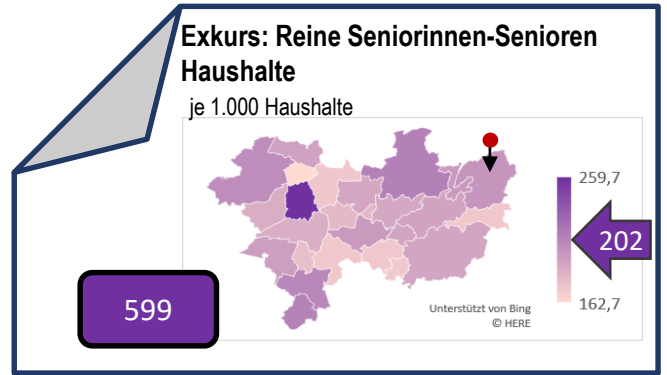 Exkurs: Reine Seniorinnen-Senioren
Haushalte
je 1.000 Haushalte
259,7
202
162,7
599
Unterstützt von Bing
© HERE